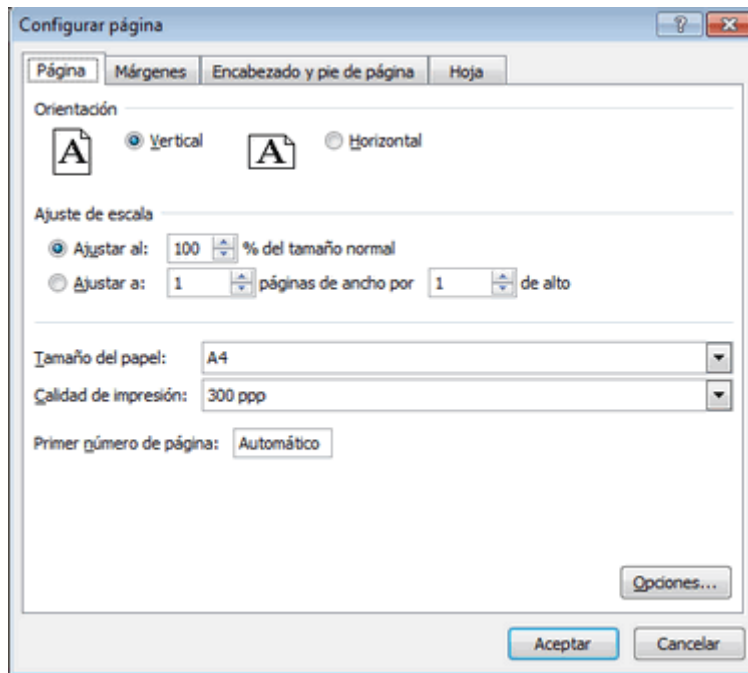 Configurar página
Página Márgenes Encabezado y pie de página Hoja
Orientación
A Vertical A Horizontal
Ajuste de escala
Ajustar al: 100 % del tamaño normal
Ajustar a: 1 páginas de ancho por 1 de alto
Tamaño del papel: A4
Calidad de impresión: 300 ppp
Primer número de página: Automático
Opciones...
Aceptar Cancelar